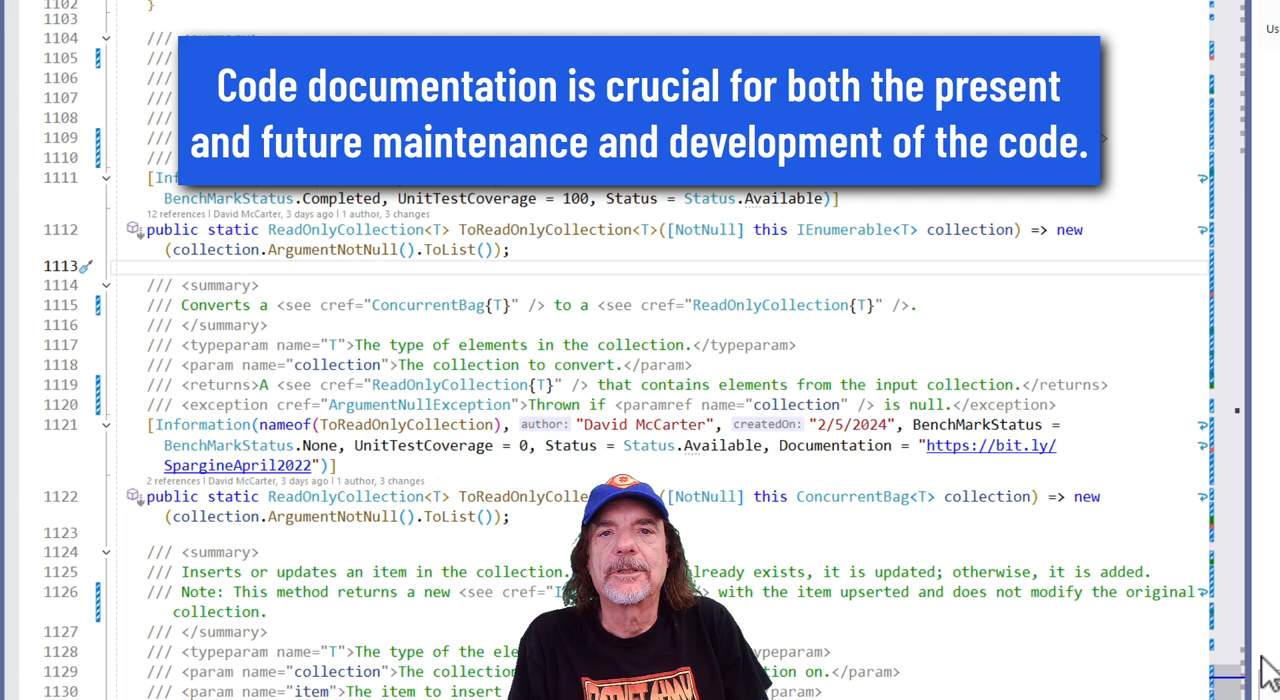 1102 }
1103
1104 /// <summary>
Code documentation is crucial for both the present
and future maintenance and development of the code.
1105 ///
1106 ///
1107 ///
1108 ///
1109 ///
1110 ///
1111 [Inf
BenchMarkStatus.Completed, UnitTestCoverage = 100, Status = Status.Available)]
12 references | David McCarter, 3 days ago | 1 author, 3 changes
1112 public static ReadOnlyCollection<T> ToReadOnlyCollection<T>([NotNull] this IEnumerable<T> collection) => new
(collection.ArgumentNotNull().ToList());
1113
1114 /// <summary>
1115 /// Converts a <see cref="ConcurrentBag{T}" /> to a <see cref="ReadOnlyCollection{T}" />.
1116 /// </summary>
1117 /// <typeparam name="T">The type of elements in the collection.</typeparam>
1118 /// <param name="collection">The collection to convert.</param>
1119 /// <returns>A <see cref="ReadOnlyCollection{T}" /> that contains elements from the input collection.</returns>
1120 /// <exception cref="ArgumentNullException">Thrown if <paramref name="collection" /> is null.</exception>
1121 [Information(nameof(ToReadOnlyCollection), author: "David McCarter", createdOn: "2/5/2024", BenchMarkStatus =
BenchMarkStatus.None, UnitTestCoverage = 0, Status = Status.Available, Documentation = "https://bit.ly/
SpargineApril2022")]
2 references | David McCarter, 3 days ago | 1 author, 3 changes
1122 public static ReadOnlyCollection<T> ToReadOnlyColle ([NotNull] this ConcurrentBag<T> collection) => new
(collection.ArgumentNotNull().ToList());
1123
1124 /// <summary>
1125 /// Inserts or updates an item in the collection. already exists, it is updated; otherwise, it is added.
1126 /// Note: This method returns a new <see cref="I > with the item upserted and does not modify the original
collection.
1127 /// </summary>
1128 /// <typeparam name="T">The type of the ele ypeparam>
1129 /// <param name="collection">The collection tion on.</param>
1130 /// <param name="item">The item to insert param>
Us